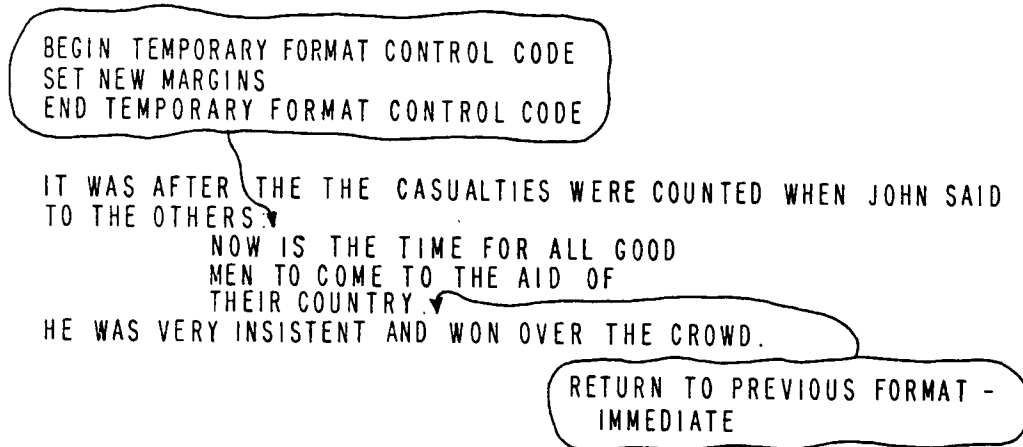 BEGIN TEMPORARY FORMAT CONTROL CODE
SET NEW MARGINS
END TEMPORARY FORMAT CONTROL CODE
IT WAS AFTER THE THE CASUALTIES WERE COUNTED WHEN JOHN SAID
TO THE OTHERS:
NOW IS THE TIME FOR ALL GOOD
MEN TO COME TO THE AID OF
THEIR COUNTRY.
HE WAS VERY INSISTENT AND WON OVER THE CROWD.
RETURN TO PREVIOUS FORMAT -
IMMEDIATE